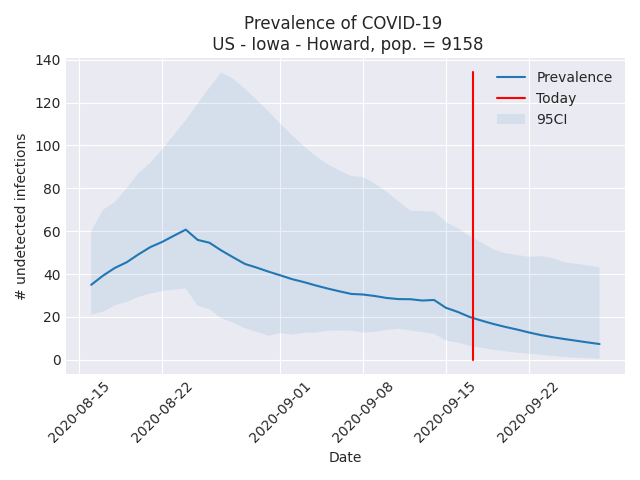 Prevalence of COVID-19
US - Iowa - Howard, pop. = 9158
# undetected infections
140
120
100
80
60
40
20
0
Prevalence
Today
95CI
2020-08-15
2020-08-22
2020-09-01
2020-09-08
2020-09-15
2020-09-22
Date